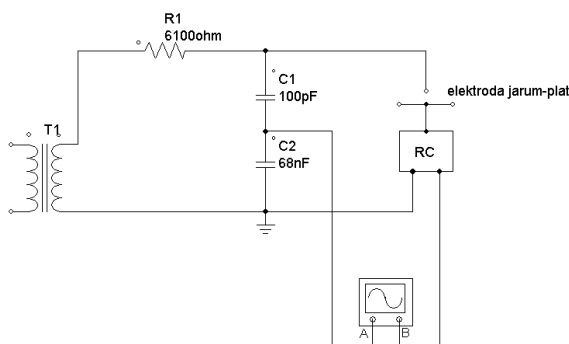 R1
6100ohm
C1
100pF
elektroda jarum-plat
T1
C2
68nF
RC
A
B